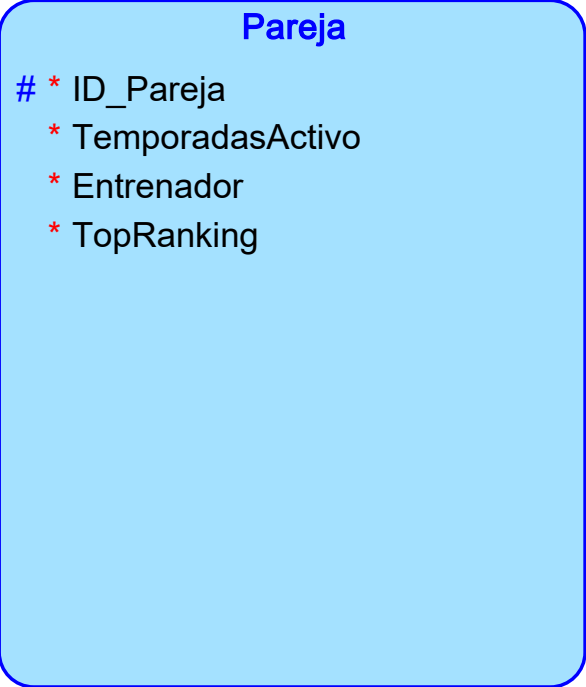 Pareja
# * ID_Pareja
* TemporadasActivo
* Entrenador
* TopRanking